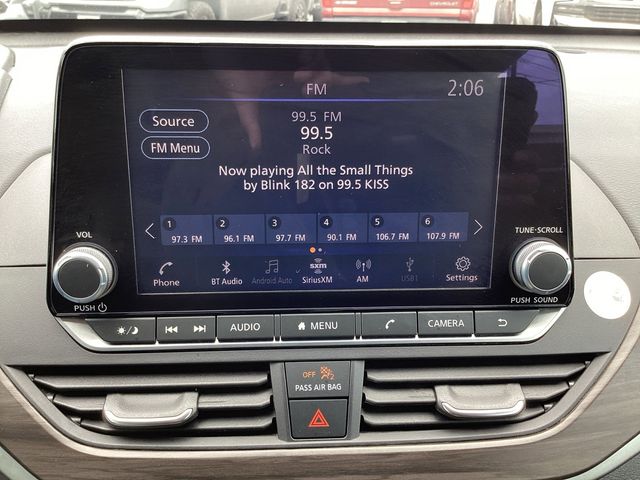 FM
2:06
Source
FM Menu
99.5 FM
99.5
Rock
Now playing All the Small Things
by Blink 182 on 99.5 KISS
1 2 3 4 5 6
97.3 FM 96.1 FM 97.7 FM 90.1 FM 106.7 FM 107.9 FM
sxm
Phone BT Audio Android Auto SiriusXM AM USB1 Settings
VOL
PUSH
TUNE·SCROLL
PUSH SOUND
AUDIO MENU CAMERA
OFF
PASS AIR BAG